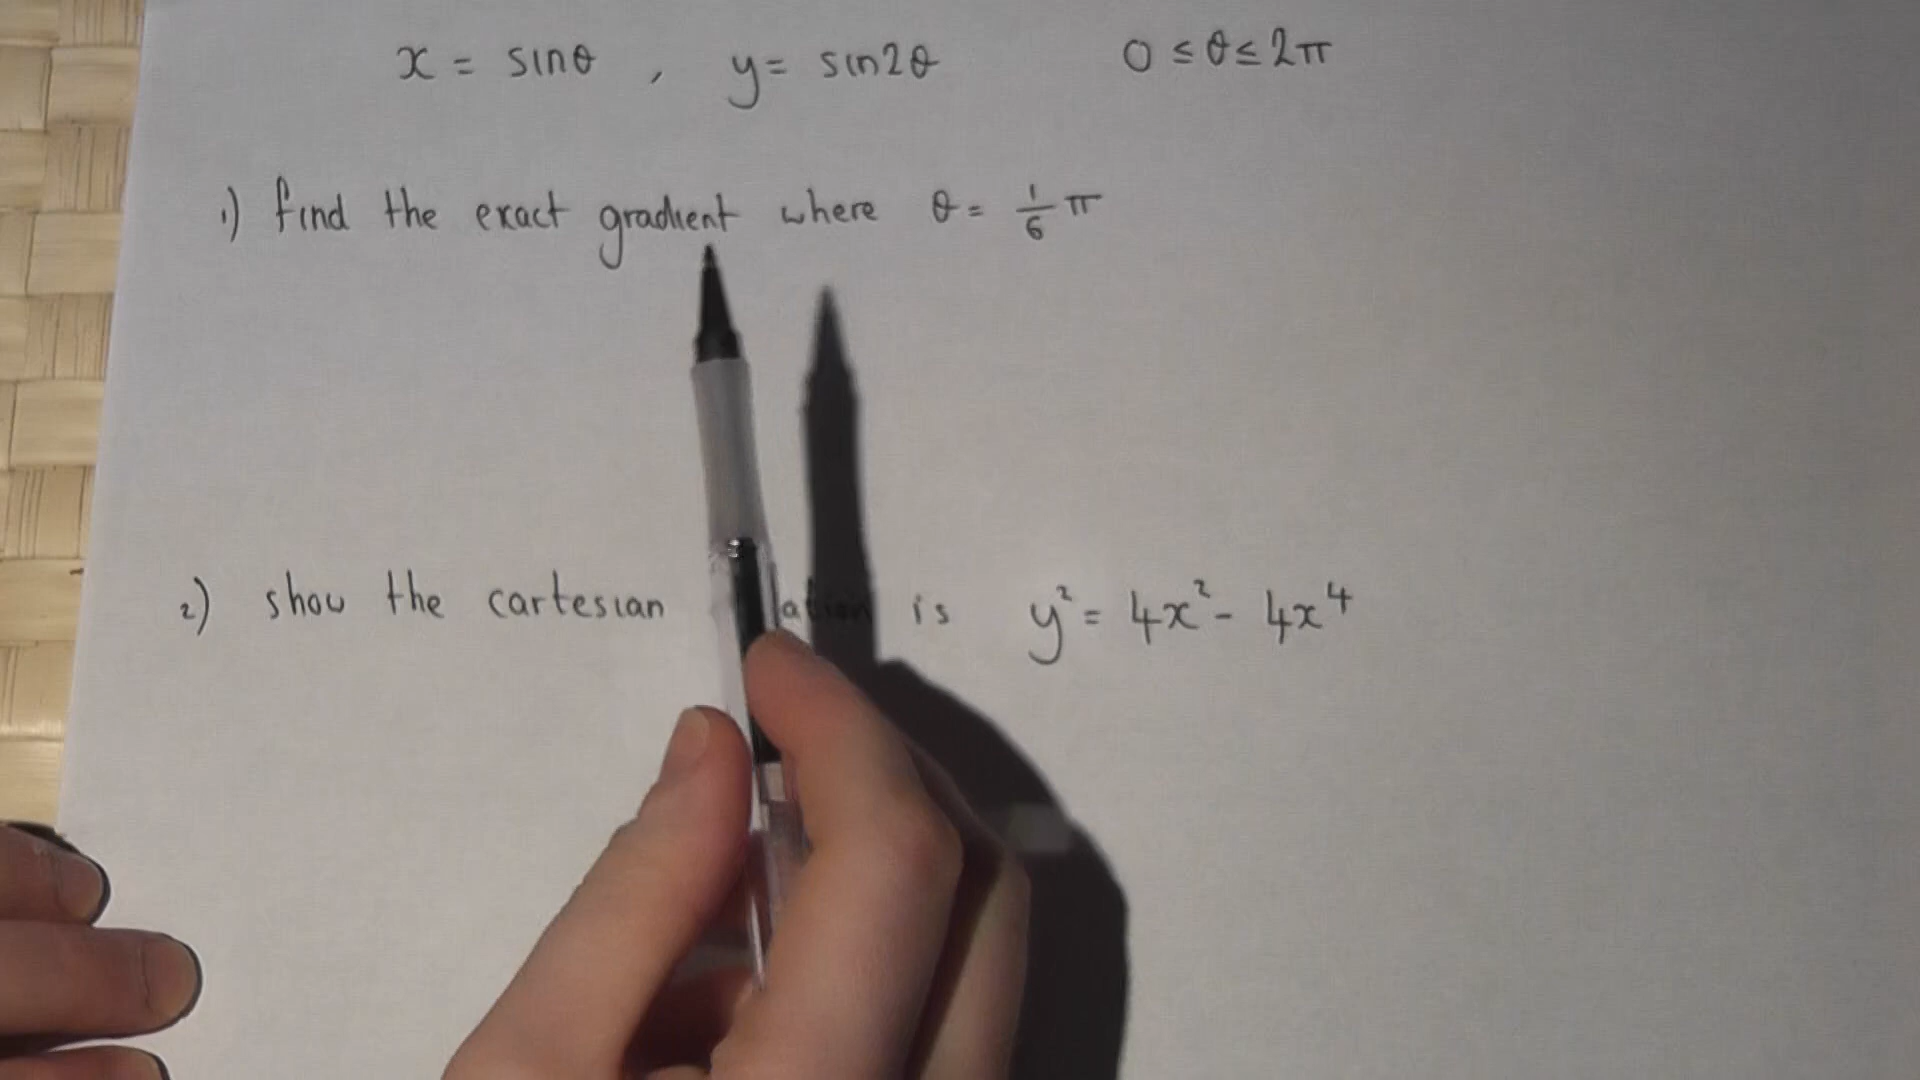 x = sinθ , y = sin2θ 0 ≤ θ ≤ 2π
1) find the exact gradient where θ = 1/6 π
2) show the cartesian is y² = 4x² - 4x⁴